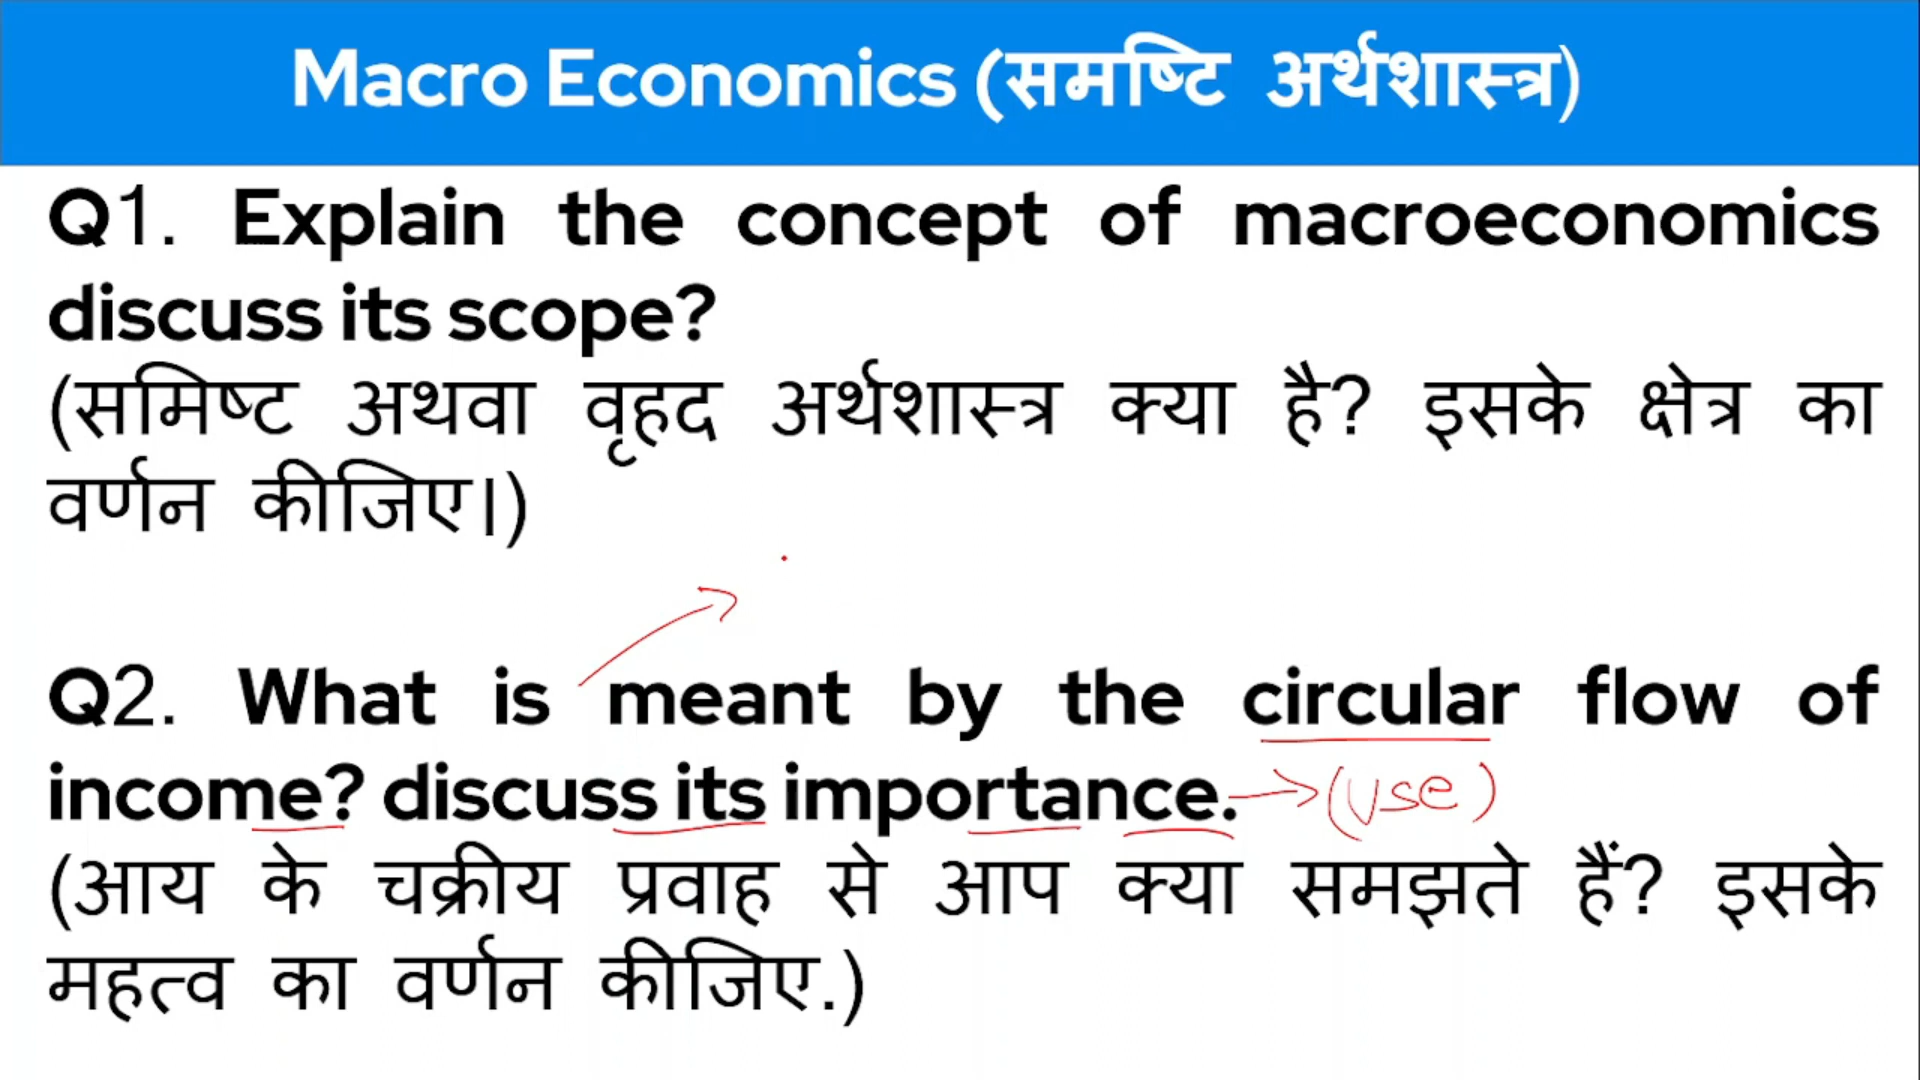 Macro Economics (समष्टि अर्थशास्त्र)
Q1. Explain the concept of macroeconomics
discuss its scope?
(समिष्ट अथवा वृहद अर्थशास्त्र क्या है? इसके क्षेत्र का
वर्णन कीजिए।)
Q2. What is meant by the circular flow of
income? discuss its importance. →(use)
(आय के चक्रीय प्रवाह से आप क्या समझते हैं? इसके
महत्व का वर्णन कीजिए.)